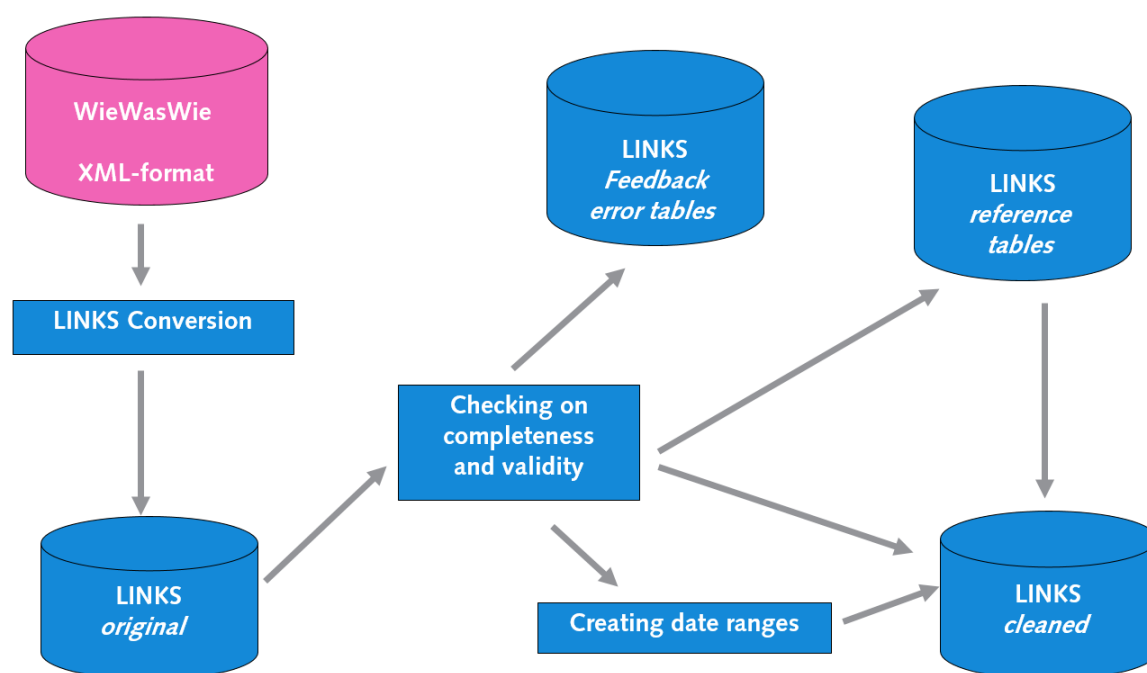 WieWasWie
XML-format
LINKS
Feedback
error tables
LINKS
reference
tables
LINKS Conversion
Checking on
completeness
and validity
LINKS
original
Creating date ranges
LINKS
cleaned